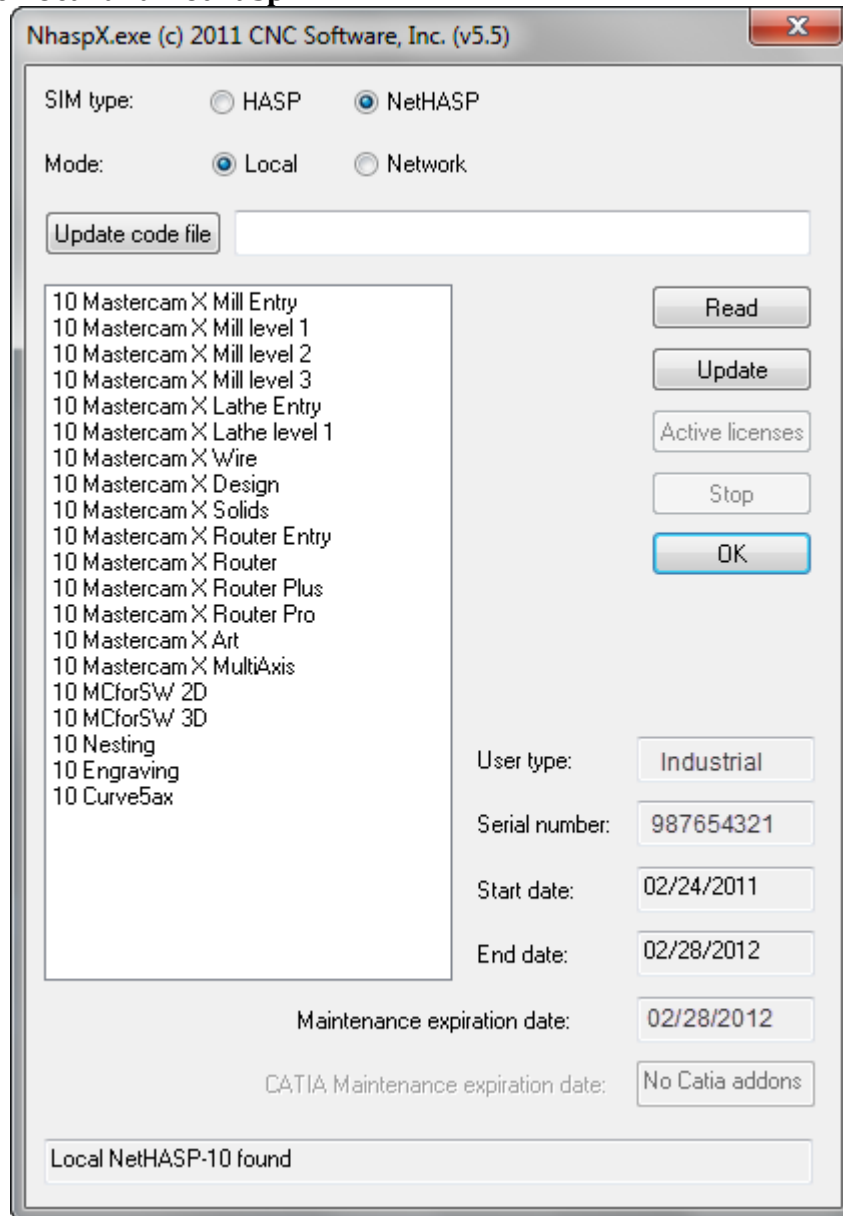 NhaspX.exe (c) 2011 CNC Software, Inc. (v5.5)
SIM type: HASP NetHASP
Mode: Local Network
Update code file
10 Mastercam X Mill Entry
10 Mastercam X Mill level 1
10 Mastercam X Mill level 2
10 Mastercam X Mill level 3
10 Mastercam X Lathe Entry
10 Mastercam X Lathe level 1
10 Mastercam X Wire
10 Mastercam X Design
10 Mastercam X Solids
10 Mastercam X Router Entry
10 Mastercam X Router
10 Mastercam X Router Plus
10 Mastercam X Router Pro
10 Mastercam X Art
10 Mastercam X MultiAxis
10 MCforSW 2D
10 MCforSW 3D
10 Nesting
10 Engraving
10 Curve5ax
Read
Update
Active licenses
Stop
OK
User type: Industrial
Serial number: 987654321
Start date: 02/24/2011
End date: 02/28/2012
Maintenance expiration date: 02/28/2012
CATIA Maintenance expiration date: No Catia addons
Local NetHASP-10 found